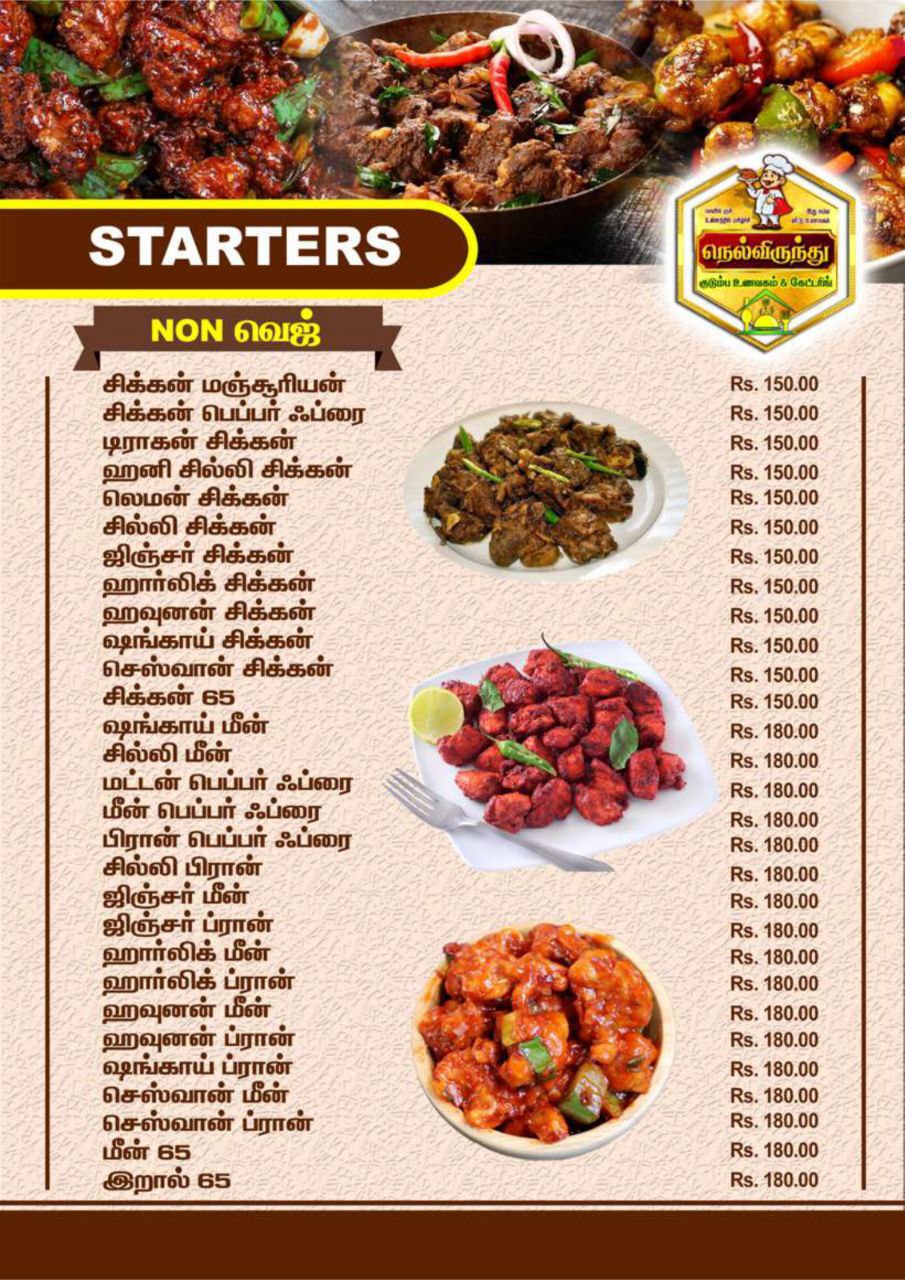 STARTERS
நெல்விருந்து
குடும்ப உணவகம் & கேட்டரிங்
NON வெஜ்
சிக்கன் மஞ்சூரியன் Rs. 150.00
சிக்கன் பெப்பர் ஃப்ரை Rs. 150.00
டிராகன் சிக்கன் Rs. 150.00
ஹனி சில்லி சிக்கன் Rs. 150.00
லெமன் சிக்கன் Rs. 150.00
சில்லி சிக்கன் Rs. 150.00
ஜிஞ்சர் சிக்கன் Rs. 150.00
ஹார்லிக் சிக்கன் Rs. 150.00
ஹவுனன் சிக்கன் Rs. 150.00
ஷங்காய் சிக்கன் Rs. 150.00
செஸ்வான் சிக்கன் Rs. 150.00
சிக்கன் 65 Rs. 150.00
ஷங்காய் மீன் Rs. 180.00
சில்லி மீன் Rs. 180.00
மட்டன் பெப்பர் ஃப்ரை Rs. 180.00
மீன் பெப்பர் ஃப்ரை Rs. 180.00
பிரான் பெப்பர் ஃப்ரை Rs. 180.00
சில்லி பிரான் Rs. 180.00
ஜிஞ்சர் மீன் Rs. 180.00
ஜிஞ்சர் ப்ரான் Rs. 180.00
ஹார்லிக் மீன் Rs. 180.00
ஹார்லிக் ப்ரான் Rs. 180.00
ஹவுனன் மீன் Rs. 180.00
ஹவுனன் ப்ரான் Rs. 180.00
ஷங்காய் ப்ரான் Rs. 180.00
செஸ்வான் மீன் Rs. 180.00
செஸ்வான் ப்ரான் Rs. 180.00
மீன் 65 Rs. 180.00
இறால் 65 Rs. 180.00